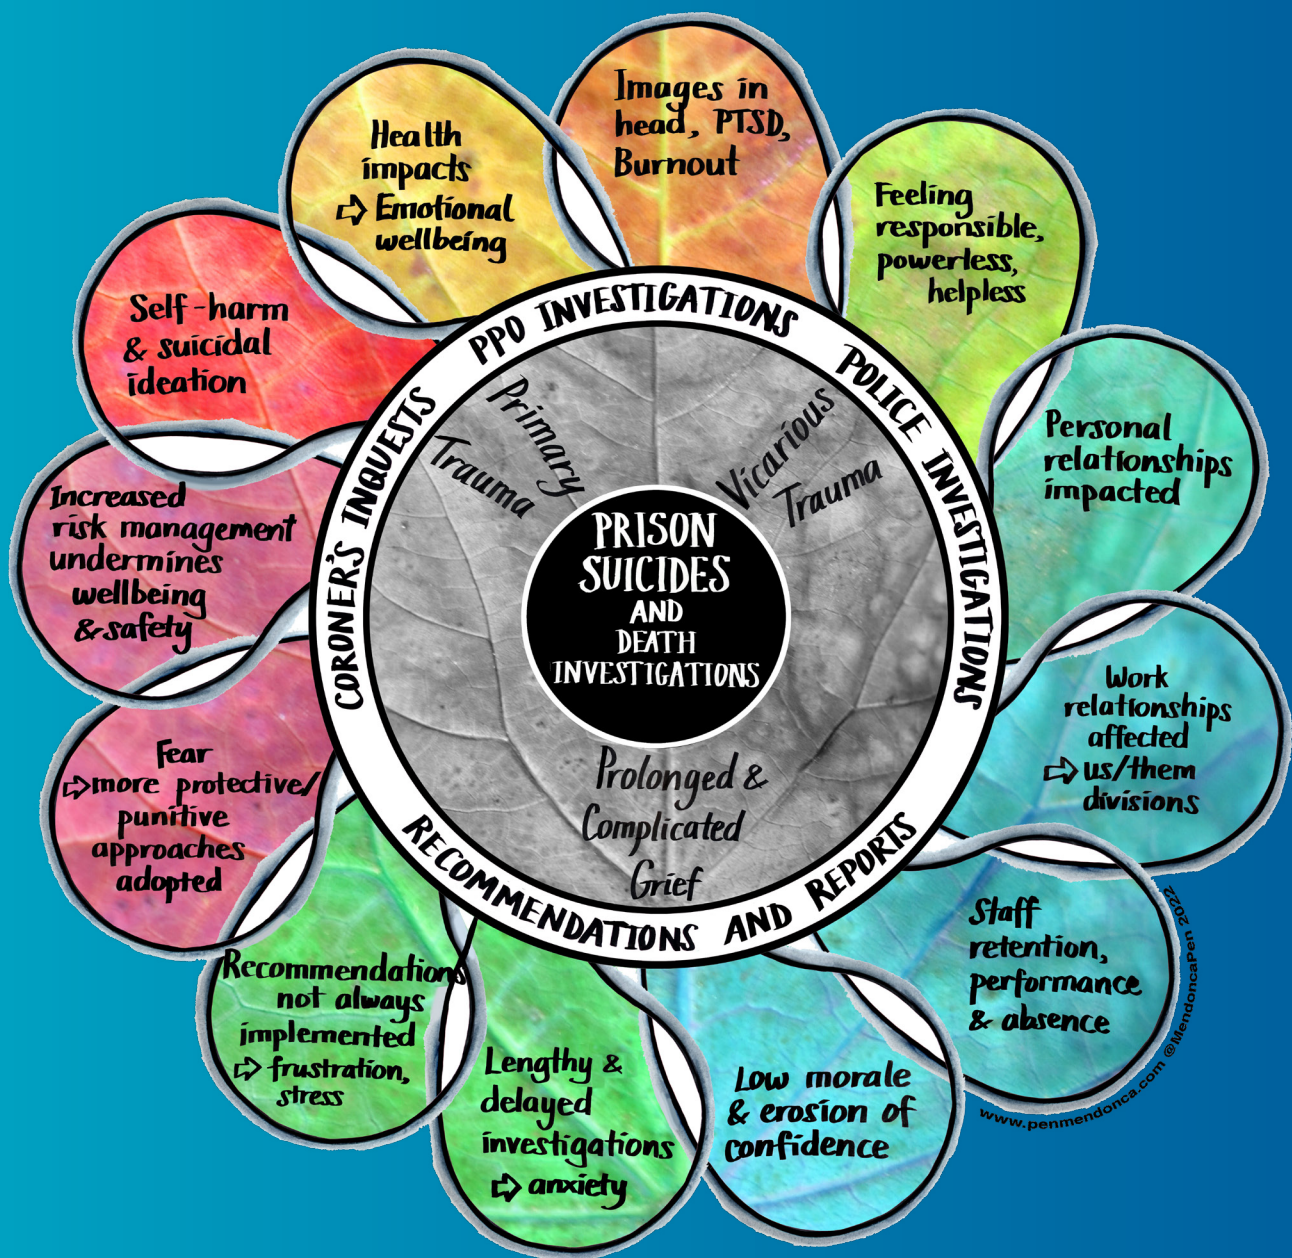 PRISON
SUICIDES
AND
DEATH
INVESTIGATIONS
Primary
Trauma
Vicarious
Trauma
Prolonged &
Complicated
Grief
CORONER'S INQUESTS
PPO INVESTIGATIONS
POLICE INVESTIGATIONS
RECOMMENDATIONS AND REPORTS
Images in
head, PTSD,
Burnout
Feeling
responsible,
powerless,
helpless
Personal
relationships
impacted
Work
relationships
affected
⇨ us/them
divisions
Staff
retention,
performance
& absence
Low morale
& erosion of
confidence
Lengthy &
delayed
investigations
⇨ anxiety
Recommendations
not always
implemented
⇨ frustration,
stress
Fear
⇨ more protective/
punitive
approaches
adopted
Increased
risk management
undermines
wellbeing
& safety
Self-harm
& suicidal
ideation
Health
impacts
⇨ Emotional
wellbeing
www.penmendonca.com @MendoncaPen 2022